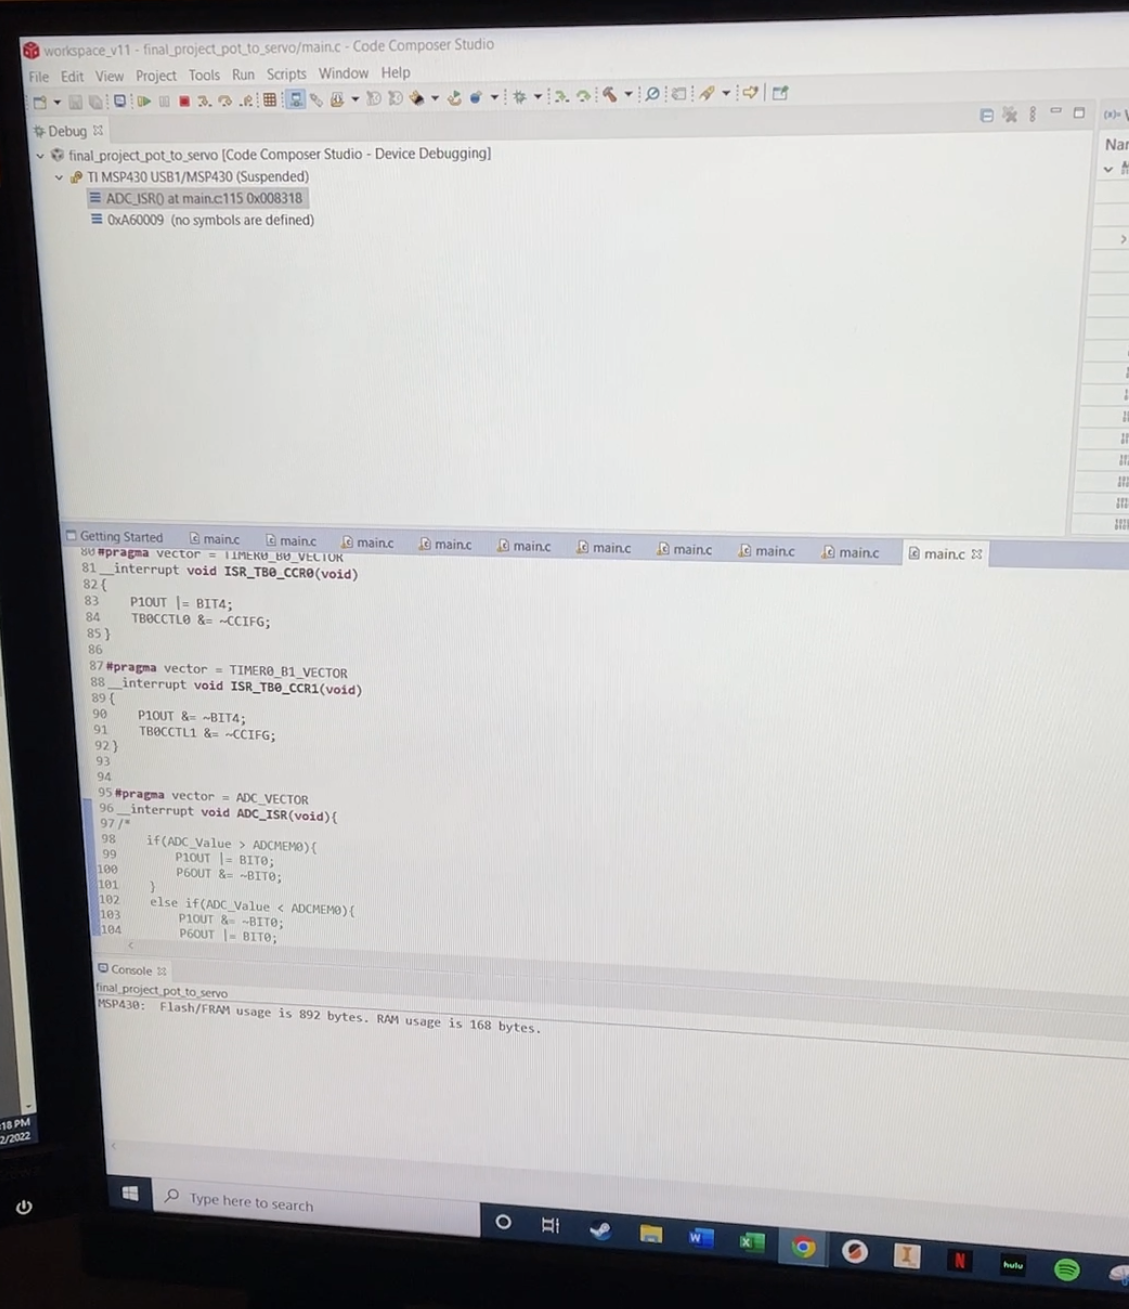 workspace_v11 - final_project_pot_to_servo/main.c - Code Composer Studio
File Edit View Project Tools Run Scripts Window Help
Debug
final_project_pot_to_servo [Code Composer Studio - Device Debugging]
TI MSP430 USB1/MSP430 (Suspended)
ADC_ISR() at main.c:115 0x008318
0xA60009 (no symbols are defined)
Getting Started main.c main.c main.c main.c main.c main.c main.c main.c main.c main.c
80 #pragma vector = TIMER0_B0_VECTOR
81 __interrupt void ISR_TB0_CCR0(void)
82 {
83 P1OUT |= BIT4;
84 TB0CCTL0 &= ~CCIFG;
85 }
86
87 #pragma vector = TIMER0_B1_VECTOR
88 __interrupt void ISR_TB0_CCR1(void)
89 {
90 P1OUT &= ~BIT4;
91 TB0CCTL1 &= ~CCIFG;
92 }
93
94
95 #pragma vector = ADC_VECTOR
96 __interrupt void ADC_ISR(void){
97 /*
98 if(ADC_Value > ADCMEM0){
99 P1OUT |= BIT0;
100 P6OUT &= ~BIT0;
101 }
102 else if(ADC_Value < ADCMEM0){
103 P1OUT &= ~BIT0;
104 P6OUT |= BIT0;
Console
final_project_pot_to_servo
MSP430: Flash/FRAM usage is 892 bytes. RAM usage is 168 bytes.
:18 PM
2/2022
Type here to search
hulu